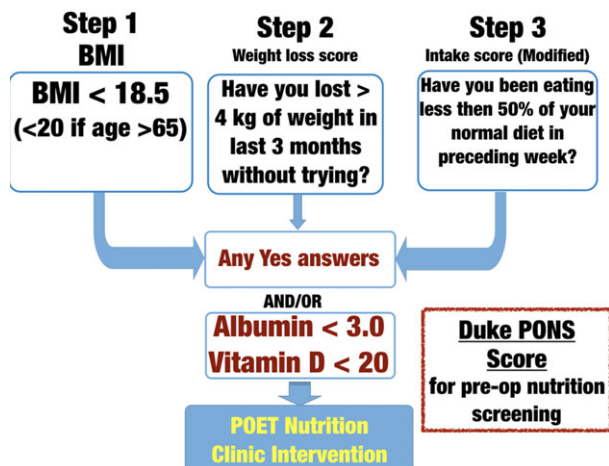 Step 1
BMI
BMI < 18.5
(<20 if age >65)
Step 2
Weight loss score
Have you lost >
4 kg of weight in
last 3 months
without trying?
Step 3
Intake score (Modified)
Have you been eating
less then 50% of your
normal diet in
preceding week?
Any Yes answers
AND/OR
Albumin < 3.0
Vitamin D < 20
POET Nutrition
Clinic Intervention
Duke PONS
Score
for pre-op nutrition
screening